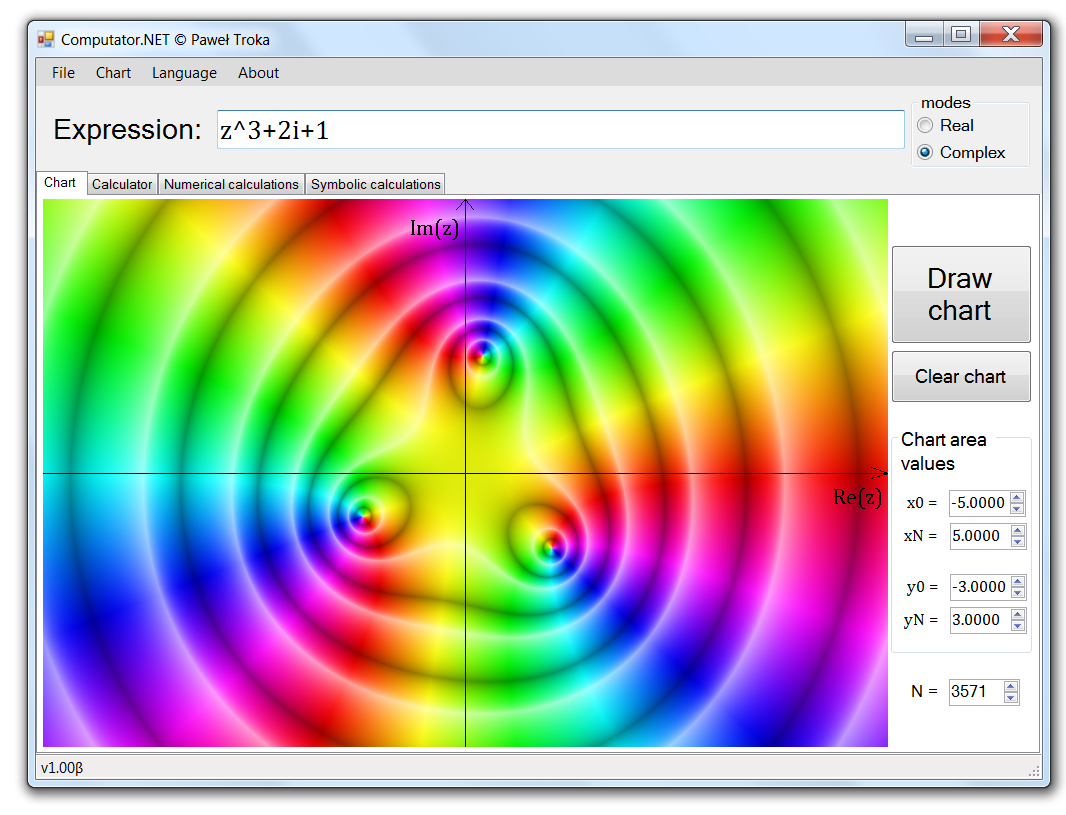 Computator.NET © Paweł Troka
File Chart Language About
Expression: z^3+2i+1
modes
Real
Complex
Chart Calculator Numerical calculations Symbolic calculations
Im(z)
Re(z)
Draw
chart
Clear chart
Chart area
values
x0 = -5.0000
xN = 5.0000
y0 = -3.0000
yN = 3.0000
N = 3571
v1.00β